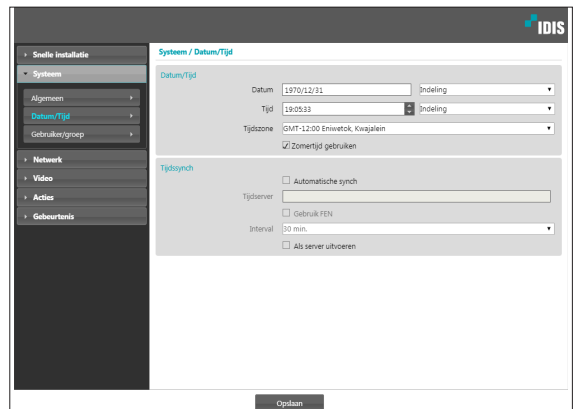 IDIS
Snelle installatie
Systeem
Algemeen
Datum/Tijd
Gebruiker/groep
Netwerk
Video
Acties
Gebeurtenis
Systeem / Datum/Tijd
Datum/Tijd
Datum 1970/12/31 Indeling
Tijd 19:05:33 Indeling
Tijdszone GMT-12:00 Eniwetok, Kwajalein
Zomertijd gebruiken
Tijdssynch
Automatische synch
Tijdserver
Gebruik FEN
Interval 30 min.
Als server uitvoeren
Opslaan